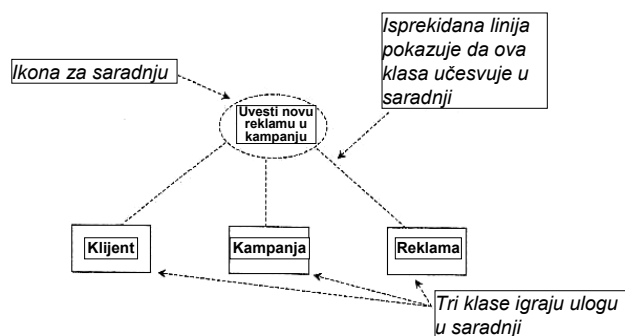 Isprekidana linija
pokazuje da ova
klasa učesvuje u
saradnji
Ikona za saradnju
Uvesti novu
reklamu u
kampanju
Klijent
Kampanja
Reklama
Tri klase igraju ulogu
u saradnji